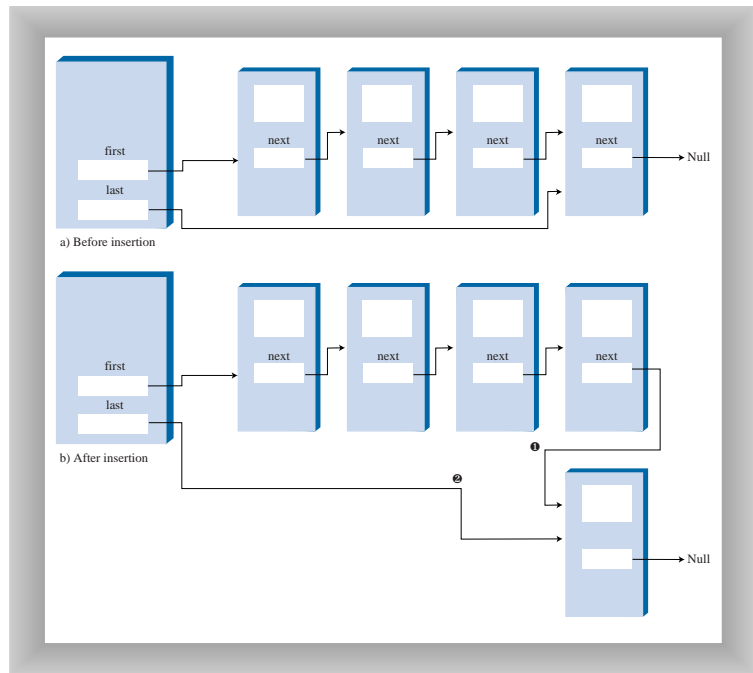 first
next
next
next
next
Null
last
a) Before insertion
first
next
next
next
next
last
❶
b) After insertion
❷
Null